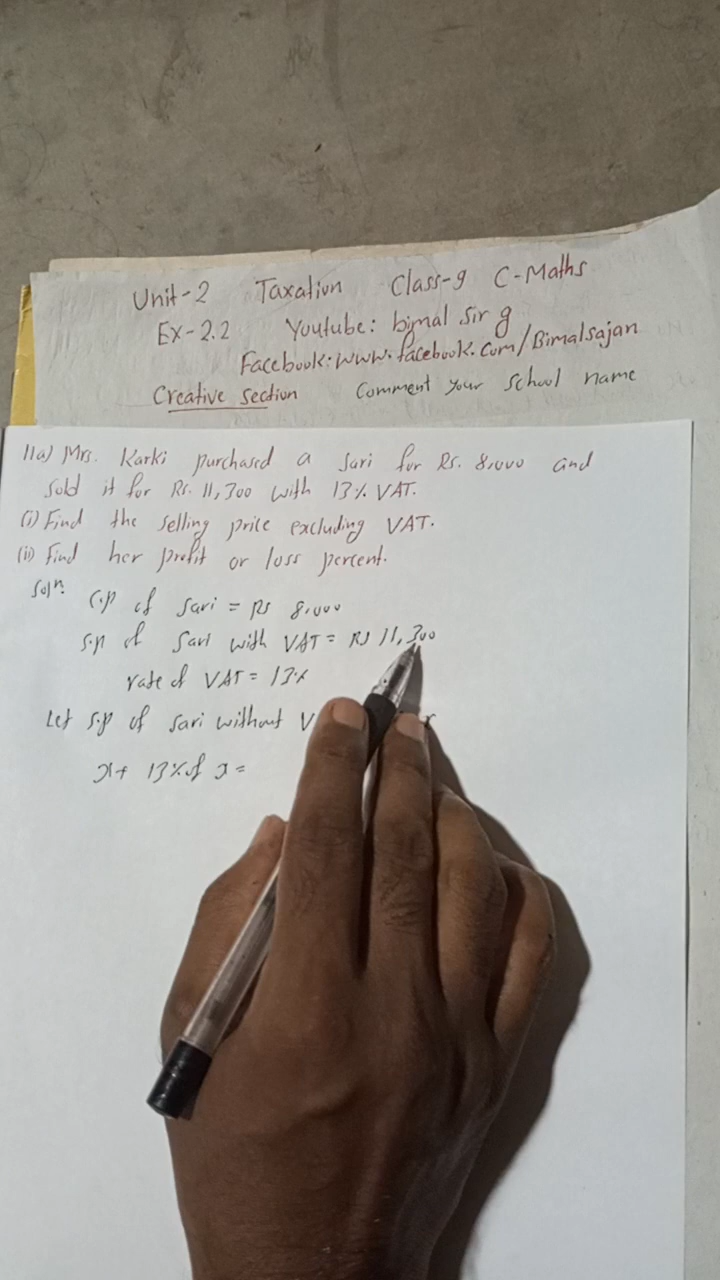 Unit-2 Taxation Class-9 C-Maths
Ex-2.2 Youtube: bimal sir g
Facebook: www.facebook.com/Bimalsajan
Creative section Comment your school name
11a) Mrs. Karki purchased a sari for Rs. 8,000 and
sold it for Rs. 11,300 with 13% VAT.
(i) Find the selling price excluding VAT.
(ii) Find her profit or loss percent.
Soln:
C.p of sari = Rs 8,000
s.p of sari with VAT = Rs 11,300
rate of VAT = 13%
Let s.p of sari without
x + 13% of x =